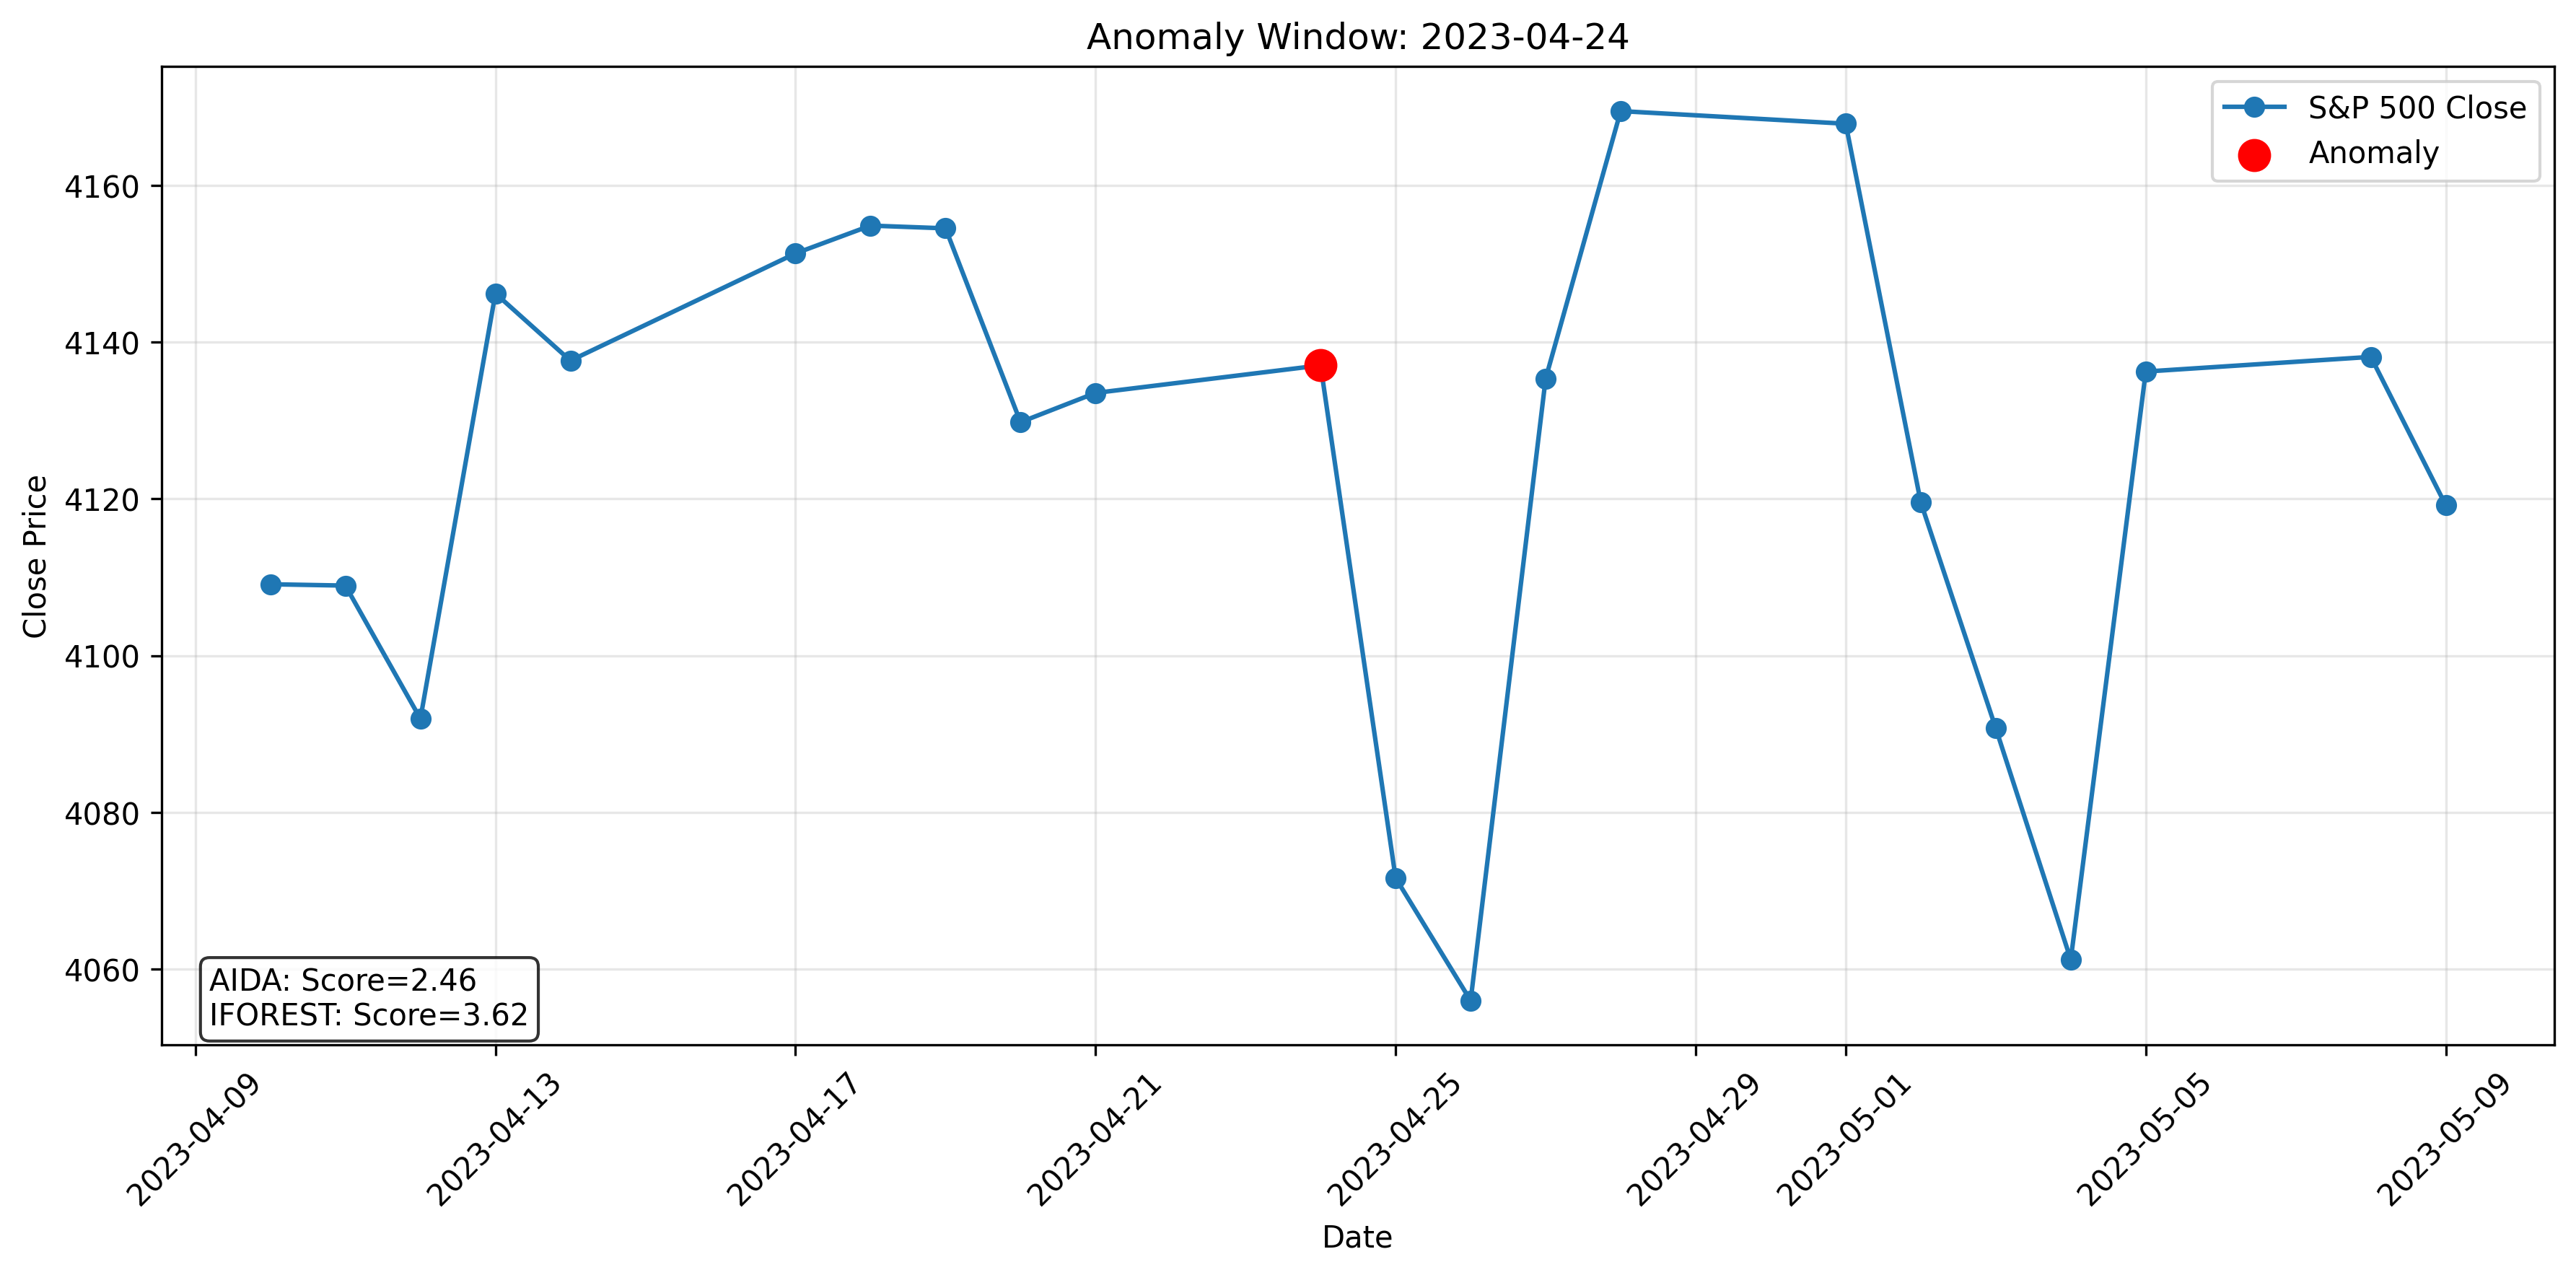 Anomaly Window: 2023-04-24
S&P 500 Close
Anomaly
Close Price
4160
4140
4120
4100
4080
4060
AIDA: Score=2.46
IFOREST: Score=3.62
2023-04-09
2023-04-13
2023-04-17
2023-04-21
2023-04-25
2023-04-29
2023-05-01
2023-05-05
2023-05-09
Date